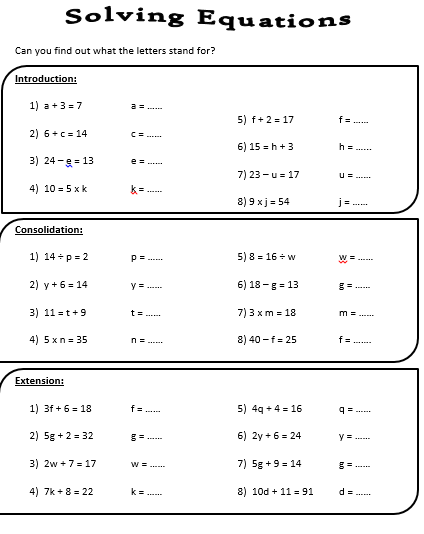 Solving Equations
Can you find out what the letters stand for?
Introduction:
1) a + 3 = 7 a = ......
2) 6 + c = 14 c = ......
3) 24 – e = 13 e = ......
4) 10 = 5 x k k = ......
5) f + 2 = 17 f = ......
6) 15 = h + 3 h = ......
7) 23 – u = 17 u = ......
8) 9 x j = 54 j = ......
Consolidation:
1) 14 ÷ p = 2 p = ......
2) y + 6 = 14 y = ......
3) 11 = t + 9 t = ......
4) 5 x n = 35 n = ......
5) 8 = 16 ÷ w w = ......
6) 18 – g = 13 g = ......
7) 3 x m = 18 m = ......
8) 40 – f = 25 f = .......
Extension:
1) 3f + 6 = 18 f = ......
2) 5g + 2 = 32 g = ......
3) 2w + 7 = 17 w = ......
4) 7k + 8 = 22 k = ......
5) 4q + 4 = 16 q = ......
6) 2y + 6 = 24 y = ......
7) 5g + 9 = 14 g = ......
8) 10d + 11 = 91 d = ......